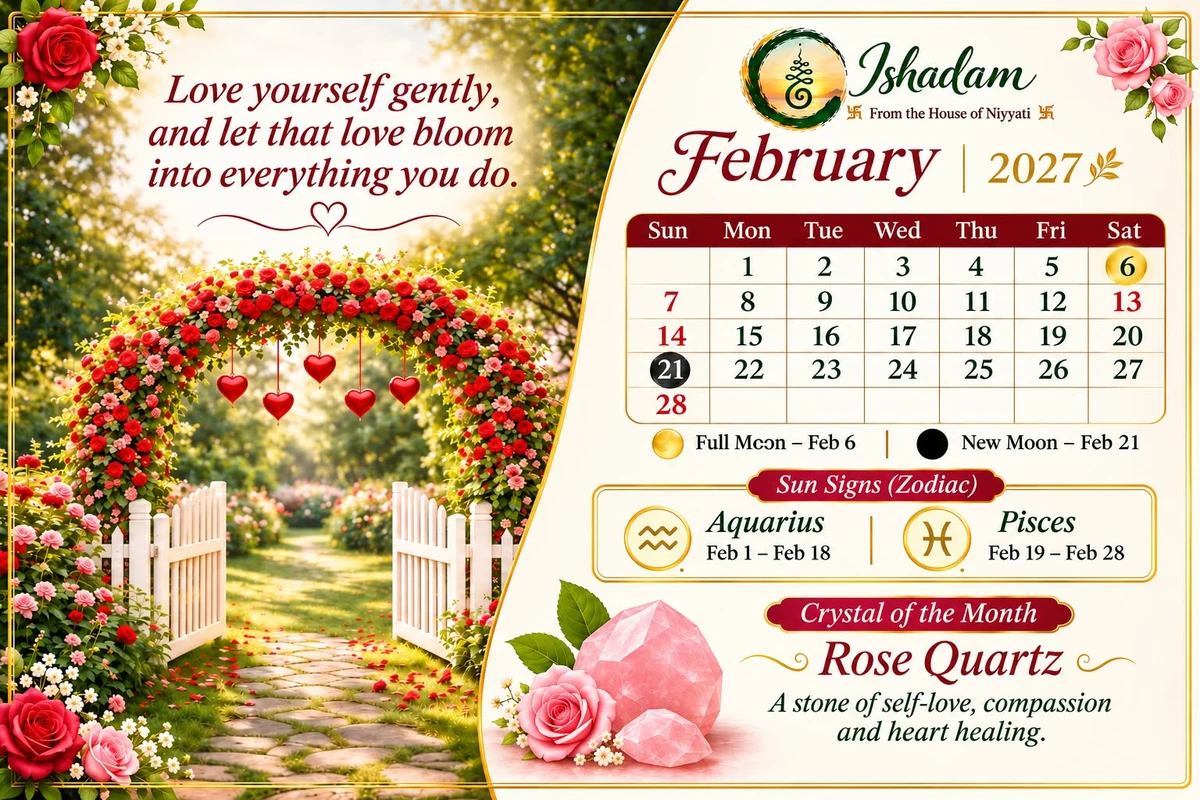 Love yourself gently,
and let that love bloom
into everything you do.
Ishadam
From the House of Niyyati
February | 2027
Sun Mon Tue Wed Thu Fri Sat
1 2 3 4 5 6
7 8 9 10 11 12 13
14 15 16 17 18 19 20
21 22 23 24 25 26 27
28
Full Moon – Feb 6 | New Moon – Feb 21
Sun Signs (Zodiac)
Aquarius
Feb 1 – Feb 18
Pisces
Feb 19 – Feb 28
Crystal of the Month
Rose Quartz
A stone of self-love, compassion
and heart healing.